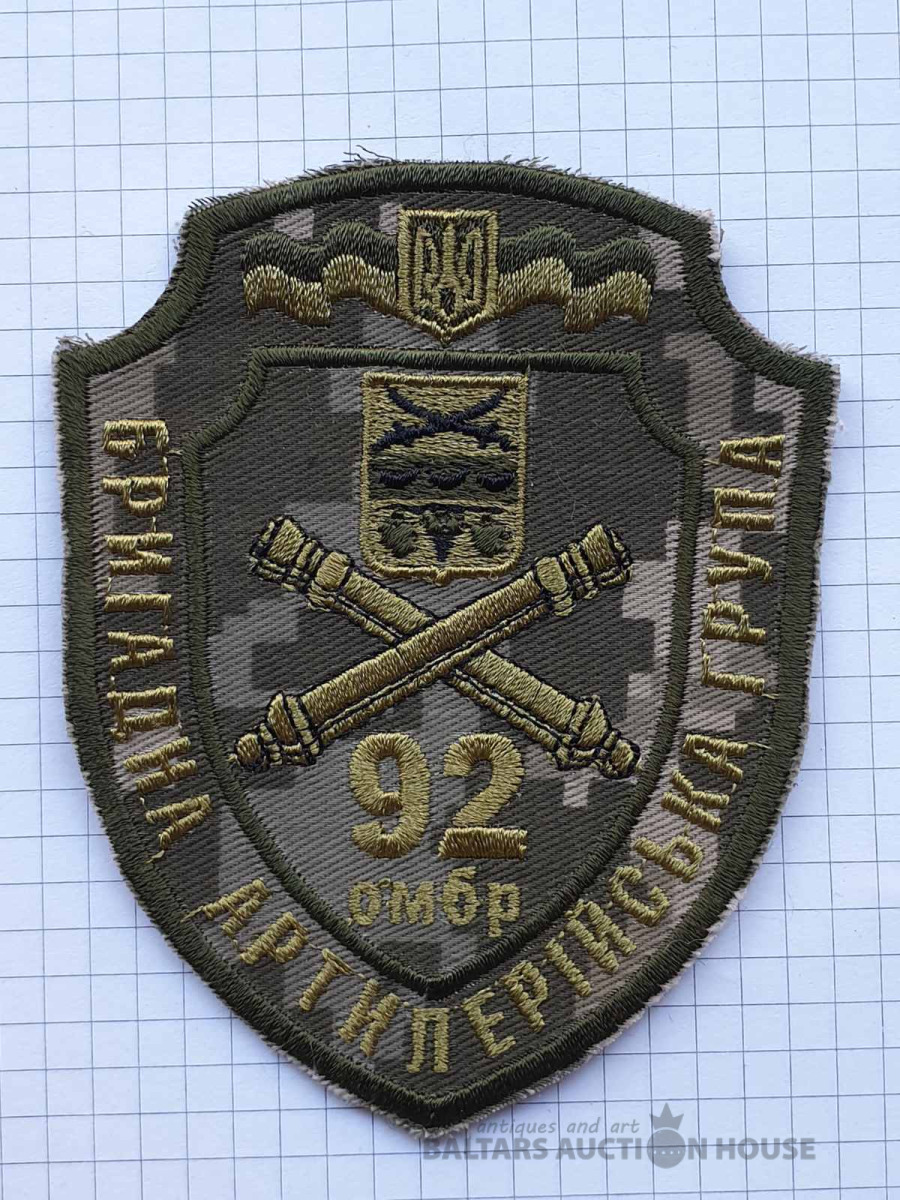 БРИГАДНА АРТИЛЕРІЙСЬКА ГРУПА
92
омбр
antiques and art
BALTARS AUCTION HOUSE